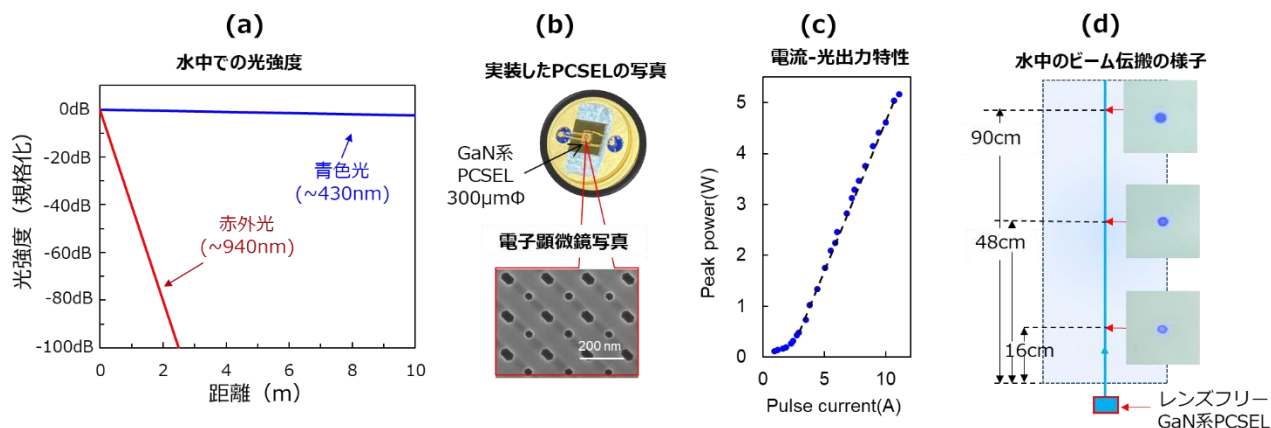 (a)
水中での光強度
光強度（規格化）
0dB
-20dB
-40dB
-60dB
-80dB
-100dB
青色光
(~430nm)
赤外光
(~940nm)
0
2
4
6
8
10
距離（m）
(b)
実装したPCSELの写真
GaN系
PCSEL
300μmΦ
電子顕微鏡写真
200 nm
(c)
電流-光出力特性
Peak power(W)
5
4
3
2
1
0
0
5
10
Pulse current(A)
(d)
水中のビーム伝搬の様子
90cm
48cm
16cm
レンズフリー
GaN系PCSEL